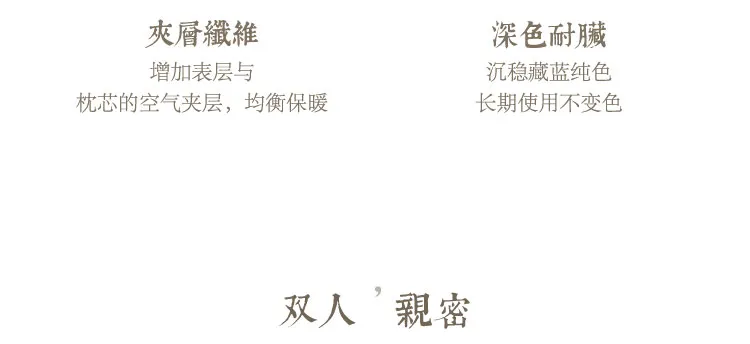 夾層纖維
增加表层与
枕芯的空气夹层，均衡保暖
深色耐臟
沉稳藏蓝纯色
长期使用不变色
双人，親密